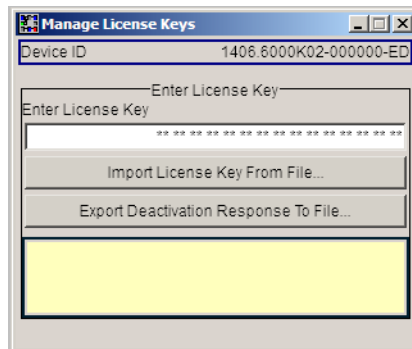 Manage License Keys
Device ID 1406.6000K02-000000-ED
Enter License Key
Enter License Key
** ** ** ** ** ** ** ** ** ** ** ** ** ** **
Import License Key From File...
Export Deactivation Response To File...